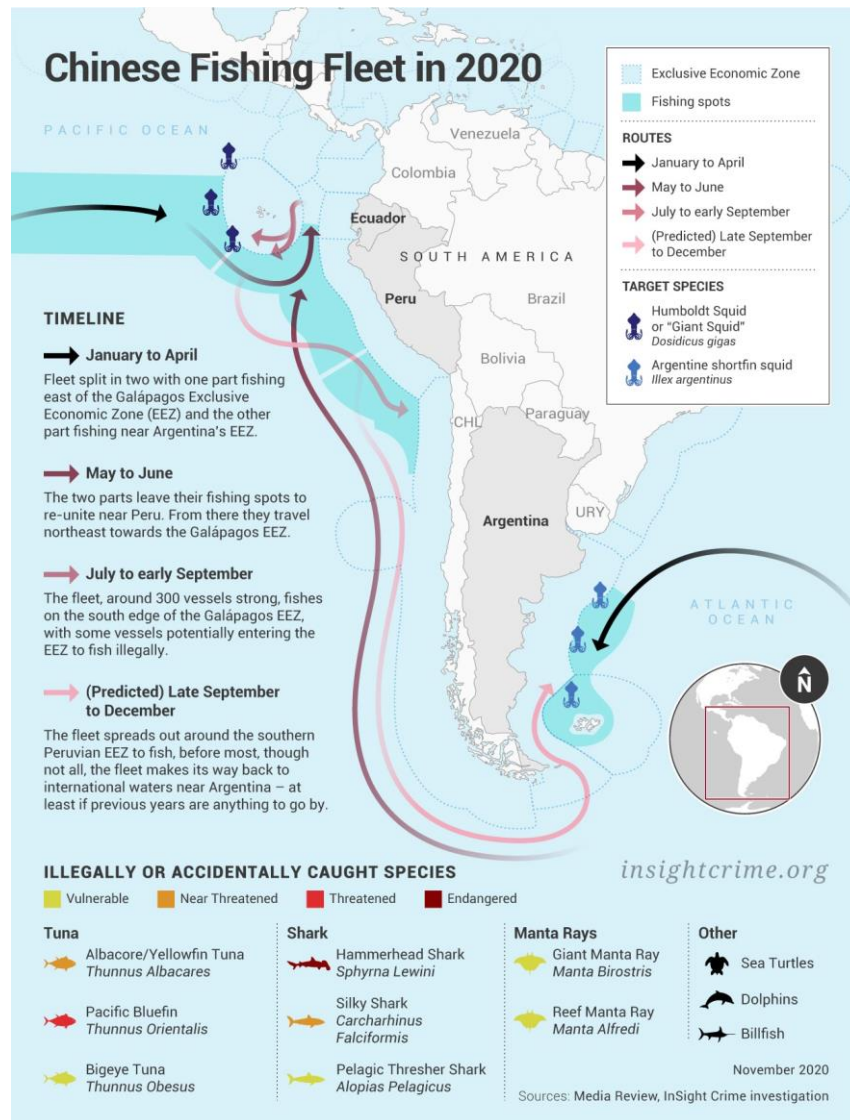 Chinese Fishing Fleet in 2020
PACIFIC OCEAN
Venezuela
Colombia
Ecuador
SOUTH AMERICA
Peru
Brazil
Bolivia
CHL
Paraguay
Argentina
URY
ATLANTIC
OCEAN
N
Exclusive Economic Zone
Fishing spots
ROUTES
January to April
May to June
July to early September
(Predicted) Late September
to December
TARGET SPECIES
Humboldt Squid
or “Giant Squid”
Dosidicus gigas
Argentine shortfin squid
Illex argentinus
TIMELINE
January to April
Fleet split in two with one part fishing
east of the Galápagos Exclusive
Economic Zone (EEZ) and the other
part fishing near Argentina’s EEZ.
May to June
The two parts leave their fishing spots to
re-unite near Peru. From there they travel
northeast towards the Galápagos EEZ.
July to early September
The fleet, around 300 vessels strong, fishes
on the south edge of the Galápagos EEZ,
with some vessels potentially entering the
EEZ to fish illegally.
(Predicted) Late September
to December
The fleet spreads out around the southern
Peruvian EEZ to fish, before most, though
not all, the fleet makes its way back to
international waters near Argentina – at
least if previous years are anything to go by.
insightcrime.org
ILLEGALLY OR ACCIDENTALLY CAUGHT SPECIES
Vulnerable
Near Threatened
Threatened
Endangered
Tuna
Albacore/Yellowfin Tuna
Thunnus Albacares
Pacific Bluefin
Thunnus Orientalis
Bigeye Tuna
Thunnus Obesus
Shark
Hammerhead Shark
Sphyrna Lewini
Silky Shark
Carcharhinus
Falciformis
Pelagic Thresher Shark
Alopias Pelagicus
Manta Rays
Giant Manta Ray
Manta Birostris
Reef Manta Ray
Manta Alfredi
Other
Sea Turtles
Dolphins
Billfish
November 2020
Sources: Media Review, InSight Crime investigation